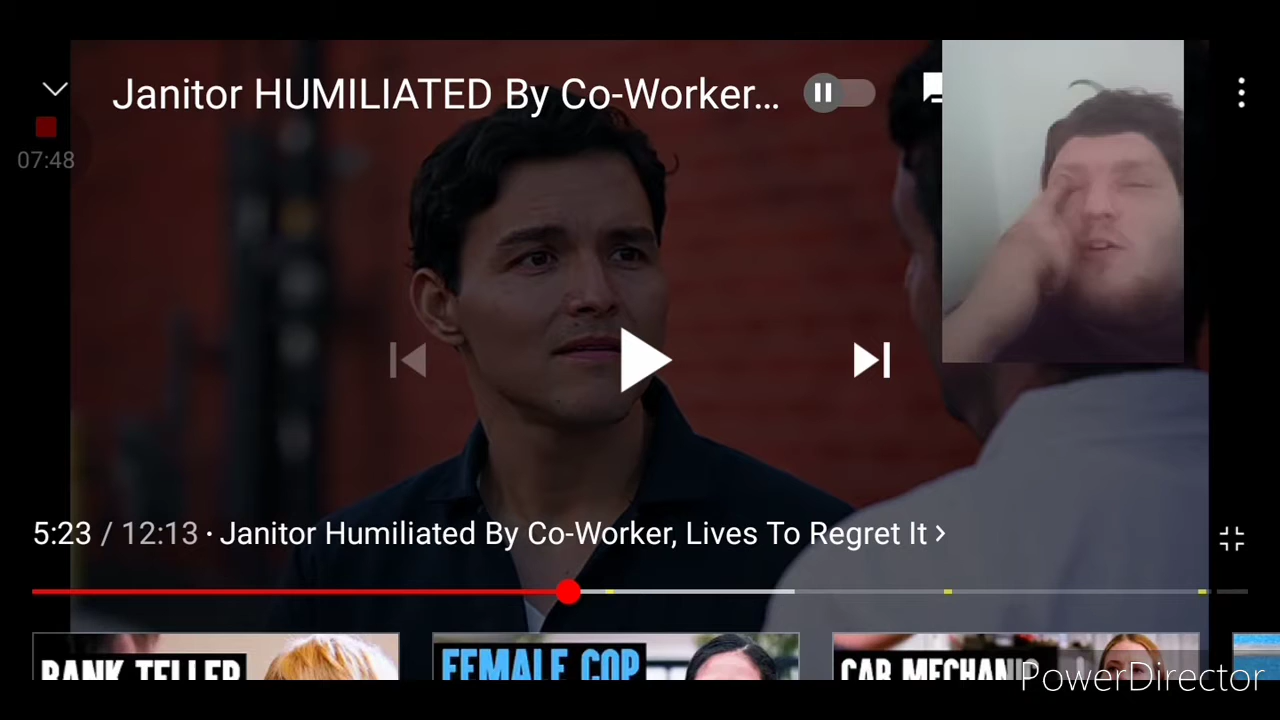 Janitor HUMILIATED By Co-Worker...
07:48
5:23 / 12:13 · Janitor Humiliated By Co-Worker, Lives To Regret It >
BANK TELLER
FEMALE COP
CAR MECHANI
PowerDirector